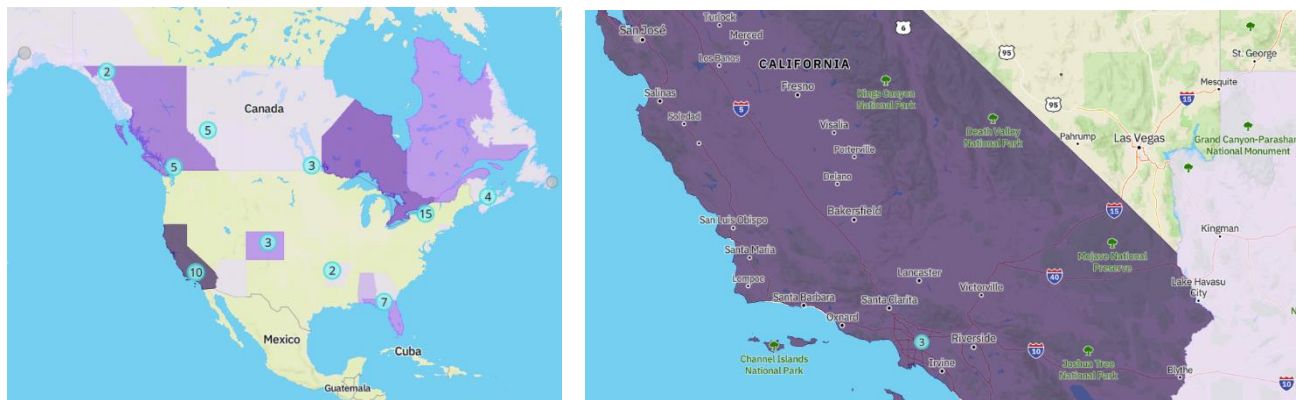 2
Canada
5
5
3
4
15
3
10
2
7
Mexico
Cuba
Guatemala
Turlock
San José
Merced
6
95
St. George
Los Banos
CALIFORNIA
Mesquite
Salinas
Fresno
Kings Canyon
National Park
15
5
95
Soledad
Visalia
Death Valley
National Park
Pahrump
Las Vegas
Grand Canyon-Parashan
National Monument
Porterville
Delano
San Luis Obispo
Bakersfield
15
Kingman
Santa Maria
Mojave National
Preserve
Lompoc
Lancaster
Victorville
40
Lake Havasu
City
Santa Barbara
Santa Clarita
Oxnard
3
Riverside
10
Channel Islands
National Park
Irvine
Joshua Tree
National Park
Blythe
10